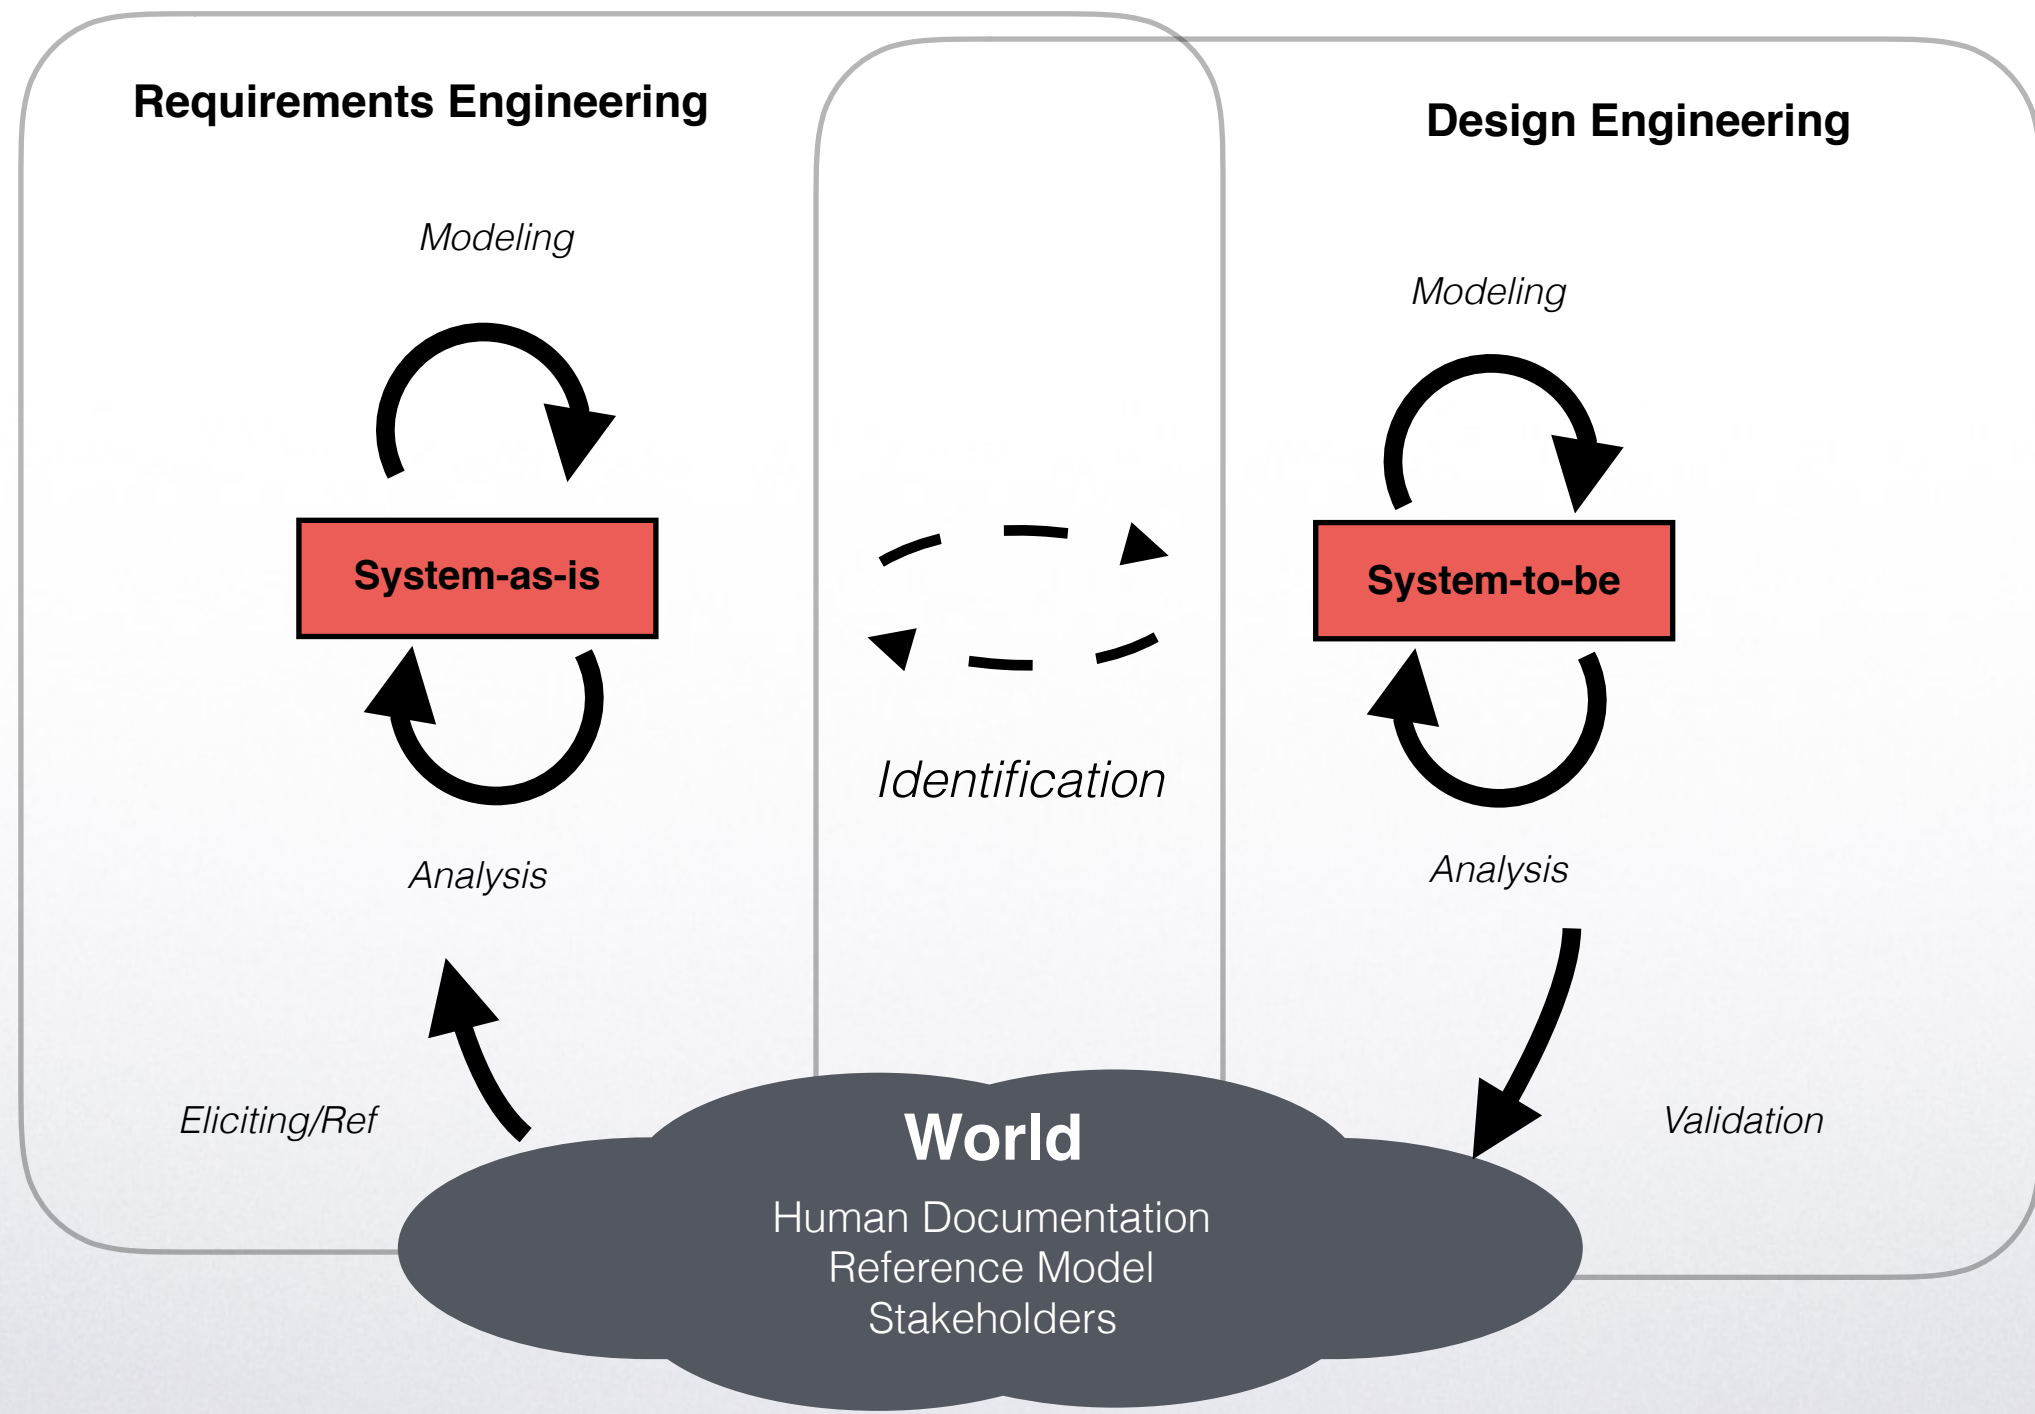 Requirements Engineering
Design Engineering
Modeling
Modeling
System-as-is
System-to-be
Identification
Analysis
Analysis
Eliciting/Ref
Validation
World
Human Documentation
Reference Model
Stakeholders